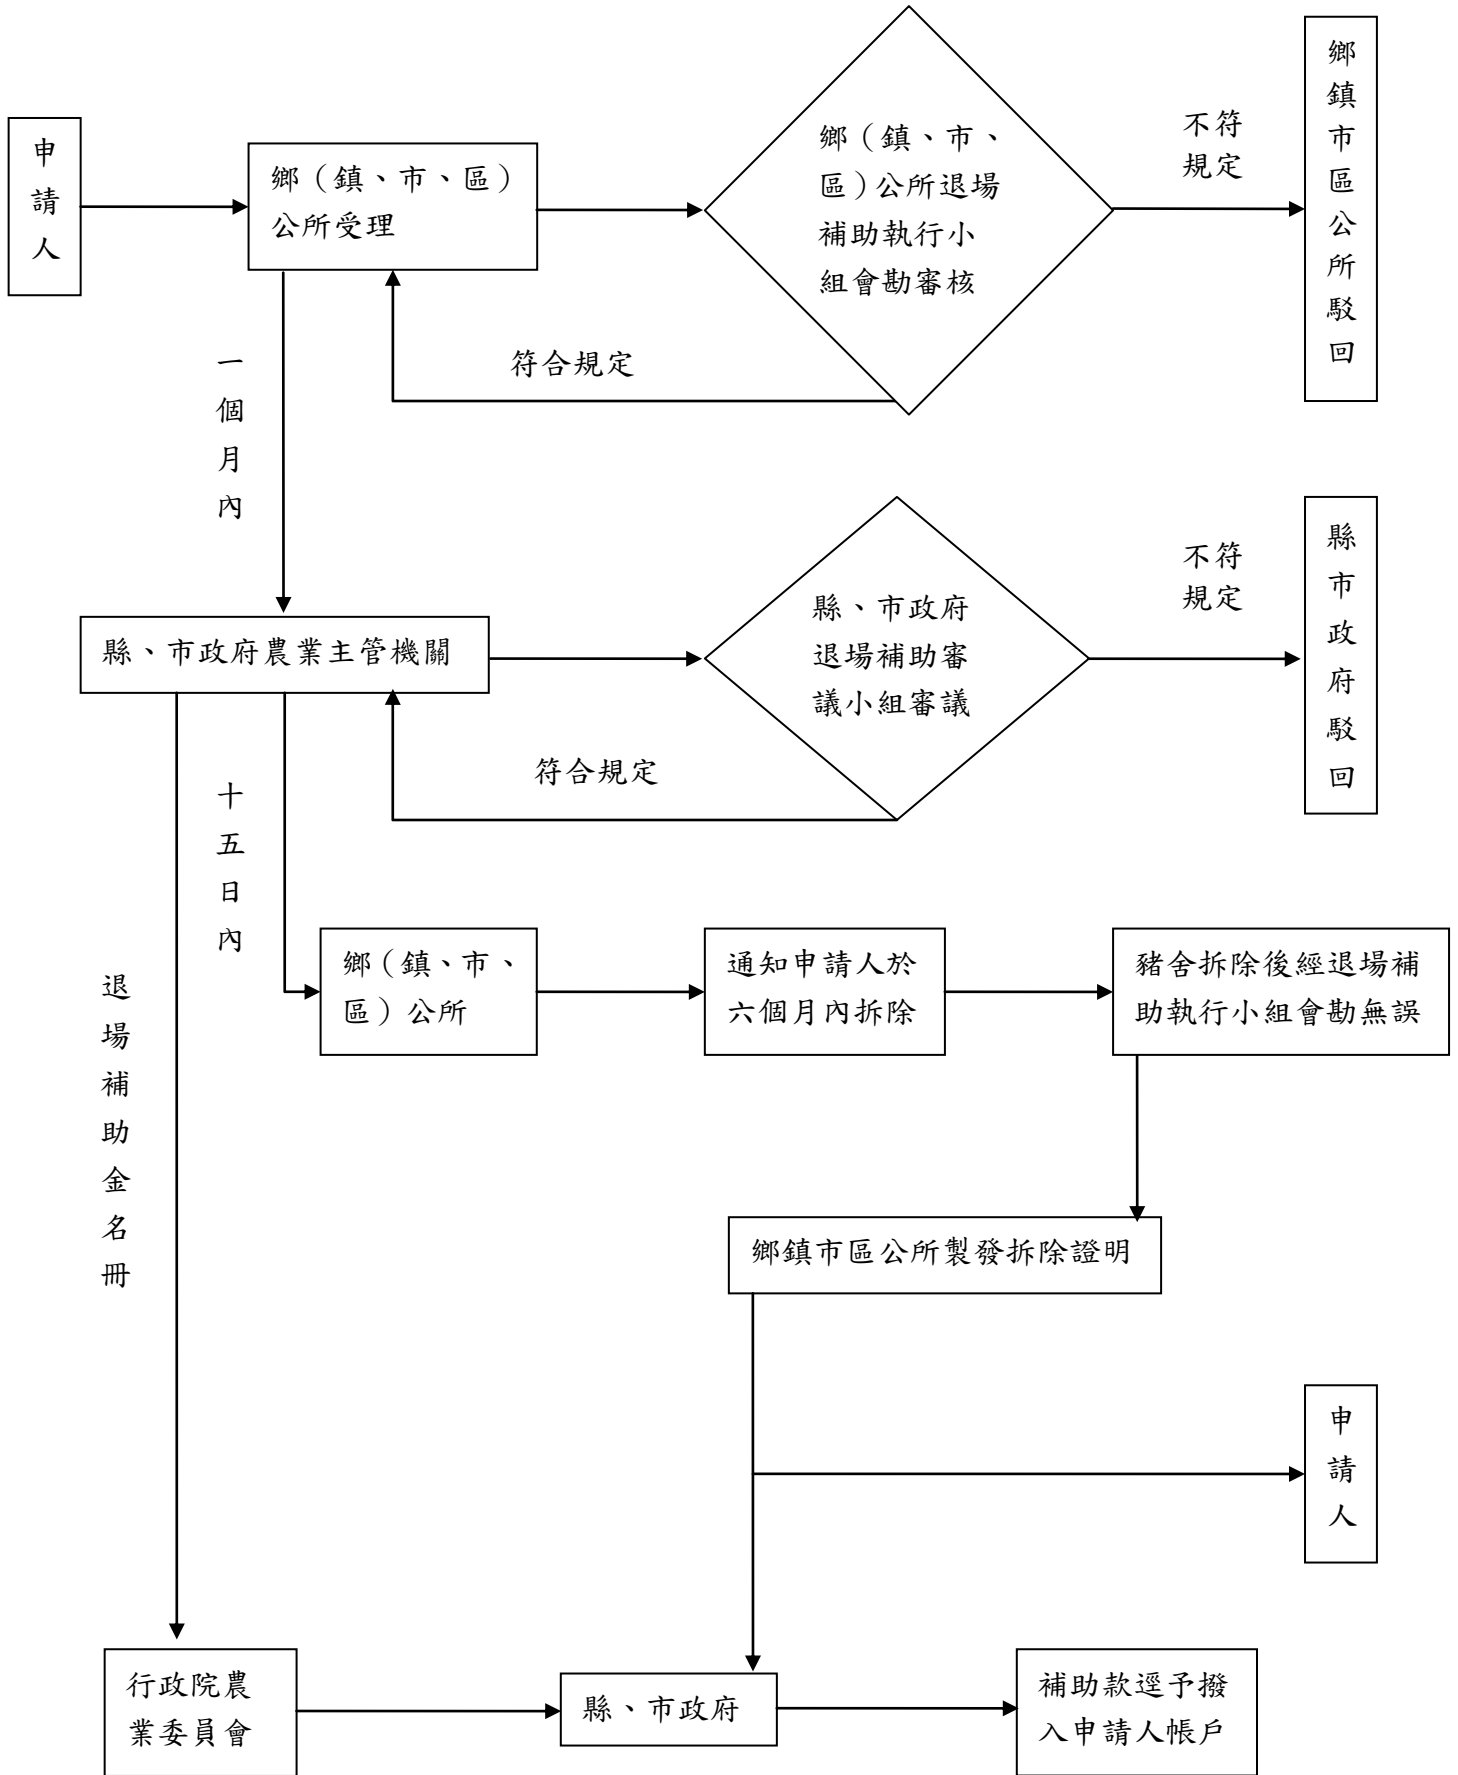 申請人
鄉（鎮、市、區）
公所受理
鄉（鎮、市、
區）公所退場
補助執行小
組會勘審核
不符
規定
鄉鎮市區公所駁回
符合規定
一個月內
縣、市政府農業主管機關
縣、市政府
退場補助審
議小組審議
不符
規定
縣市政府駁回
符合規定
十五日內
退場補助金名冊
鄉（鎮、市、
區）公所
通知申請人於
六個月內拆除
豬舍拆除後經退場補
助執行小組會勘無誤
鄉鎮市區公所製發拆除證明
申請人
行政院農
業委員會
縣、市政府
補助款逕予撥
入申請人帳戶